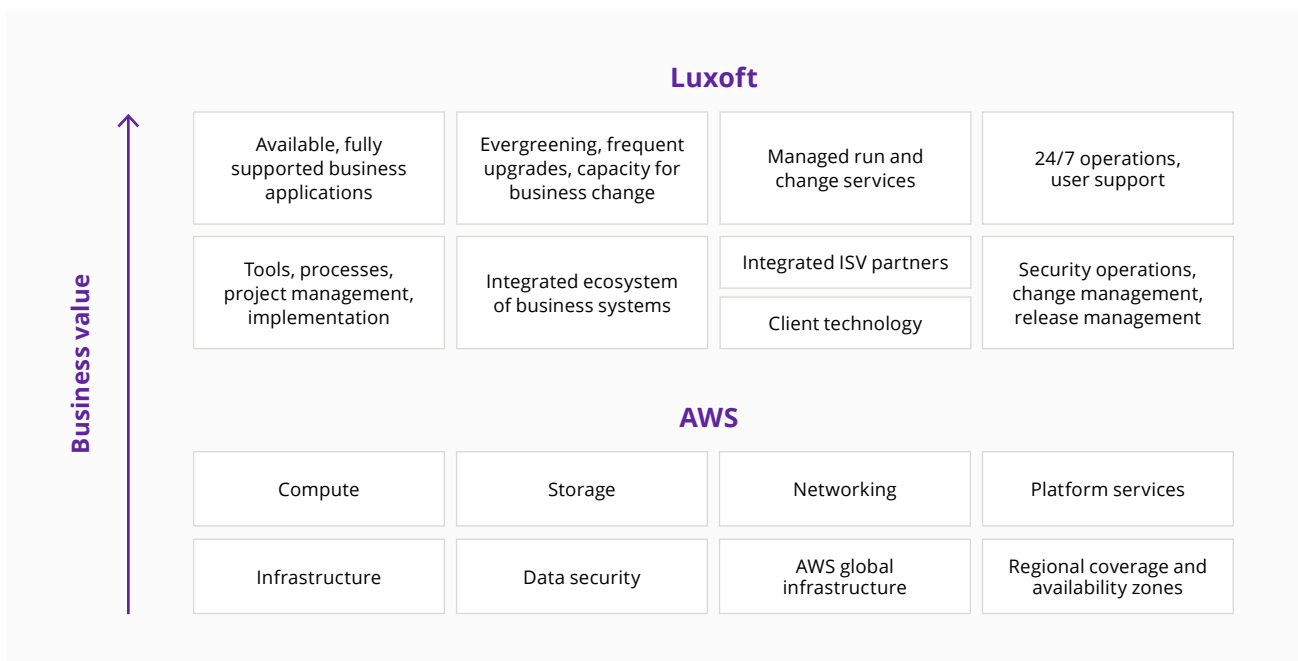 Luxoft
Business value
Available, fully
supported business
applications
Evergreening, frequent
upgrades, capacity for
business change
Managed run and
change services
24/7 operations,
user support
Tools, processes,
project management,
implementation
Integrated ecosystem
of business systems
Integrated ISV partners
Client technology
Security operations,
change management,
release management
AWS
Compute
Storage
Networking
Platform services
Infrastructure
Data security
AWS global
infrastructure
Regional coverage and
availability zones